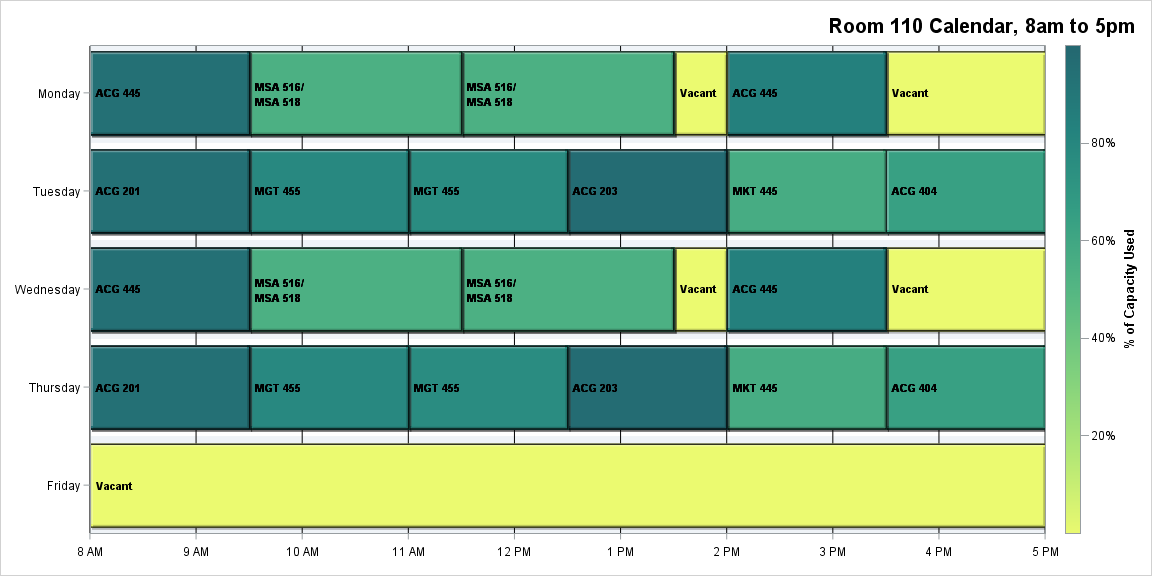 Room 110 Calendar, 8am to 5pm
Monday
ACG 445
MSA 516/
MSA 518
MSA 516/
MSA 518
Vacant
ACG 445
Vacant
Tuesday
ACG 201
MGT 455
MGT 455
ACG 203
MKT 445
ACG 404
Wednesday
ACG 445
MSA 516/
MSA 518
MSA 516/
MSA 518
Vacant
ACG 445
Vacant
Thursday
ACG 201
MGT 455
MGT 455
ACG 203
MKT 445
ACG 404
Friday
Vacant
8 AM
9 AM
10 AM
11 AM
12 PM
1 PM
2 PM
3 PM
4 PM
5 PM
80%
60%
40%
20%
% of Capacity Used